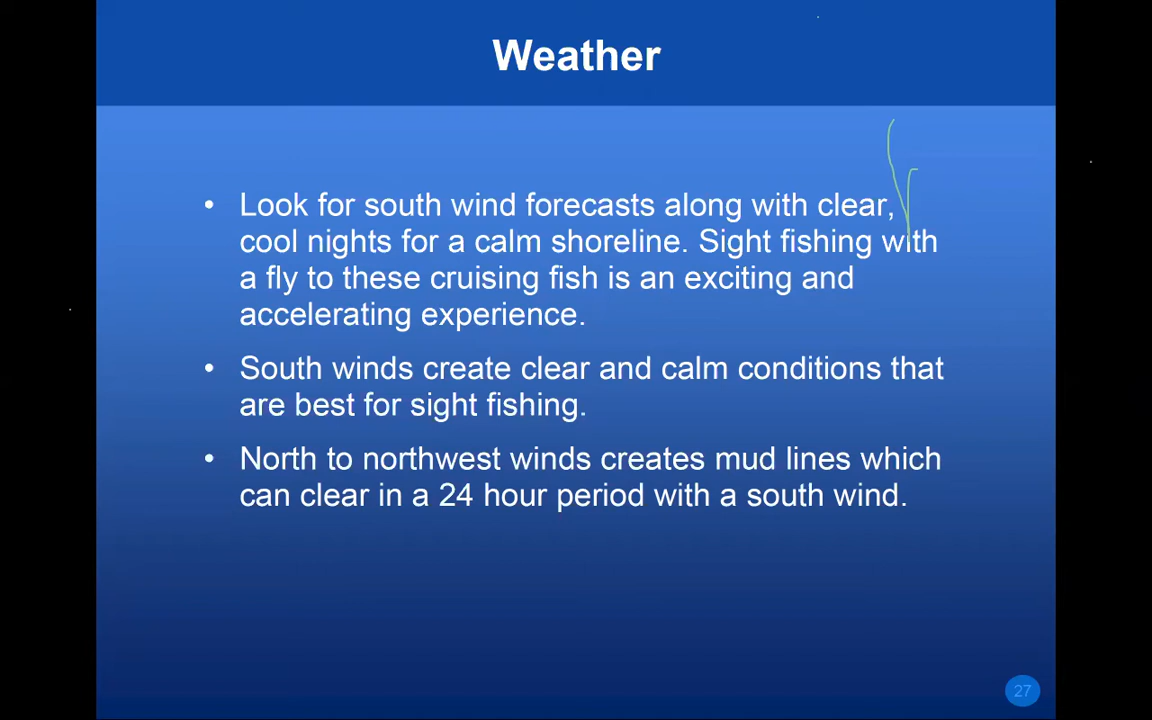 Weather
• Look for south wind forecasts along with clear,
cool nights for a calm shoreline. Sight fishing with
a fly to these cruising fish is an exciting and
accelerating experience.
• South winds create clear and calm conditions that
are best for sight fishing.
• North to northwest winds creates mud lines which
can clear in a 24 hour period with a south wind.
27